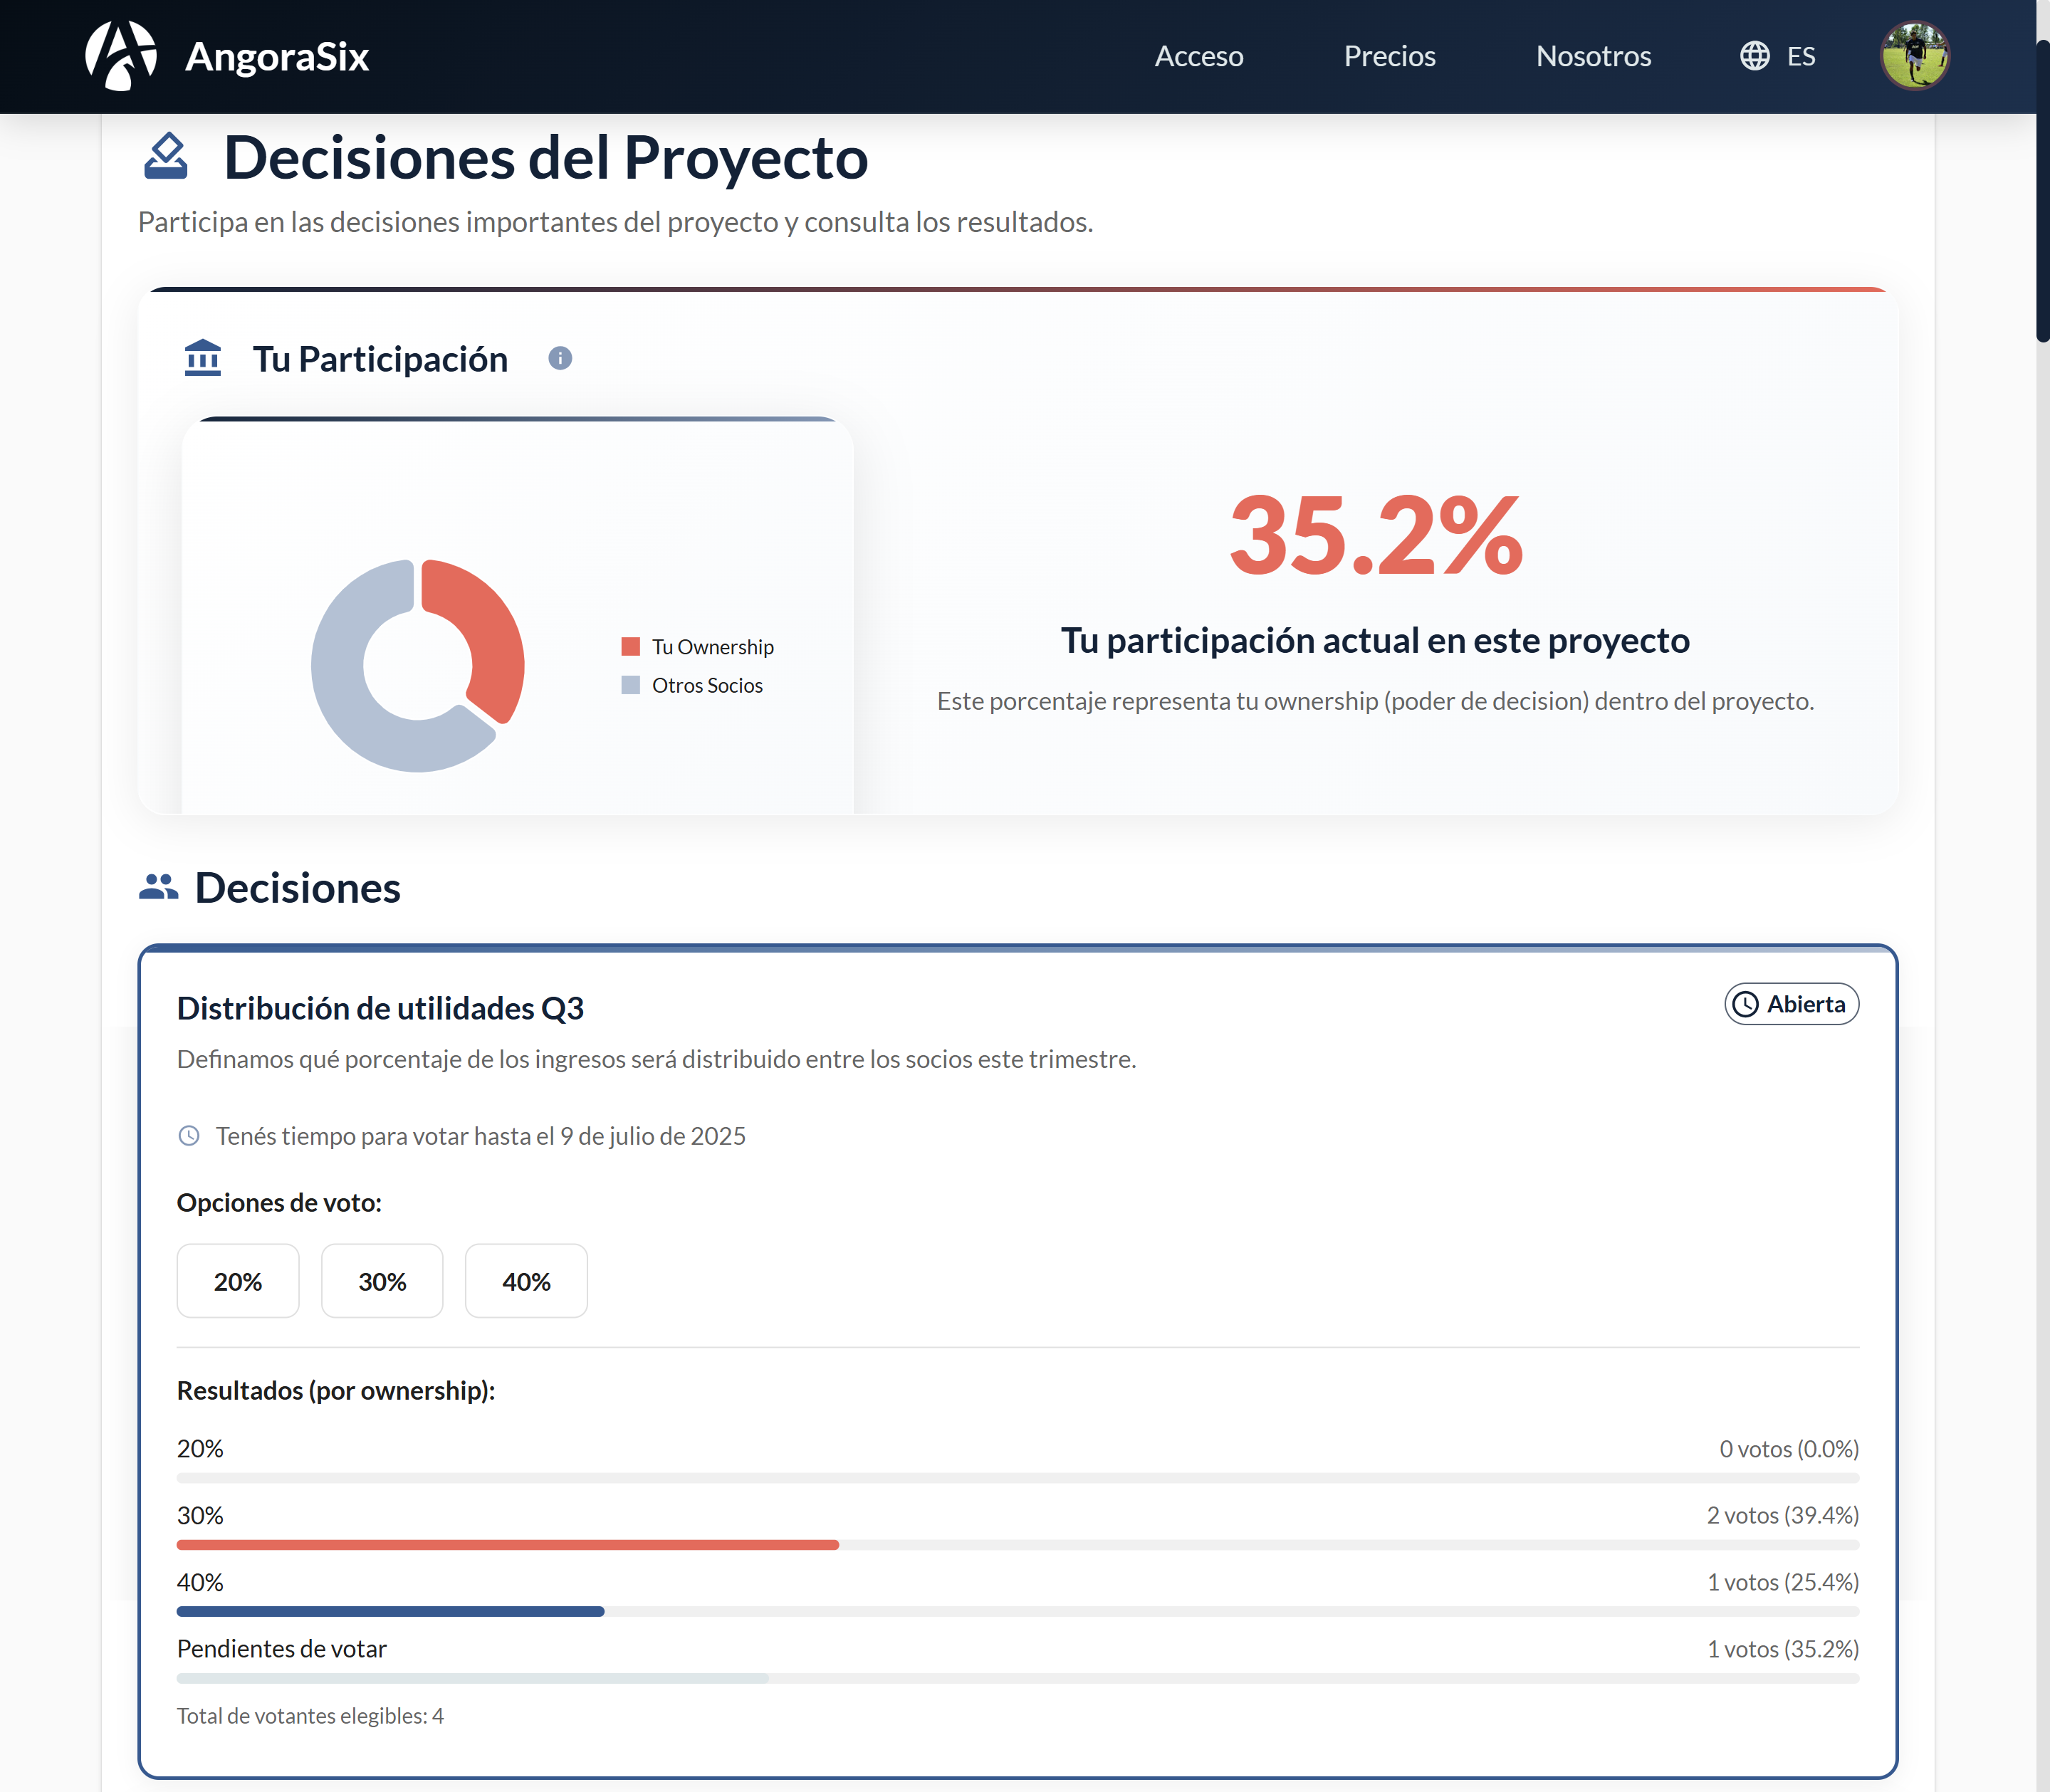 AngoraSix
Acceso
Precios
Nosotros
ES
Decisiones del Proyecto
Participa en las decisiones importantes del proyecto y consulta los resultados.
Tu Participación
Tu Ownership
Otros Socios
35.2%
Tu participación actual en este proyecto
Este porcentaje representa tu ownership (poder de decision) dentro del proyecto.
Decisiones
Distribución de utilidades Q3
Abierta
Definamos qué porcentaje de los ingresos será distribuido entre los socios este trimestre.
Tenés tiempo para votar hasta el 9 de julio de 2025
Opciones de voto:
20%
30%
40%
Resultados (por ownership):
20%
0 votos (0.0%)
30%
2 votos (39.4%)
40%
1 votos (25.4%)
Pendientes de votar
1 votos (35.2%)
Total de votantes elegibles: 4